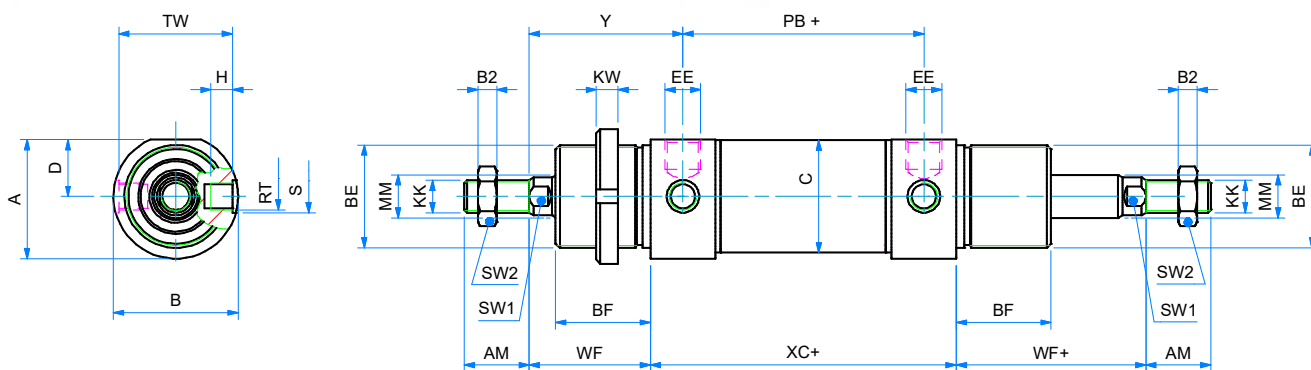 TW
H
D
A
RT
S
B
Y
PB +
B2
KW
EE
EE
B2
BE
MM
KK
C
KK
MM
BE
SW2
SW1
BF
BF
SW2
SW1
AM
WF
XC+
WF+
AM